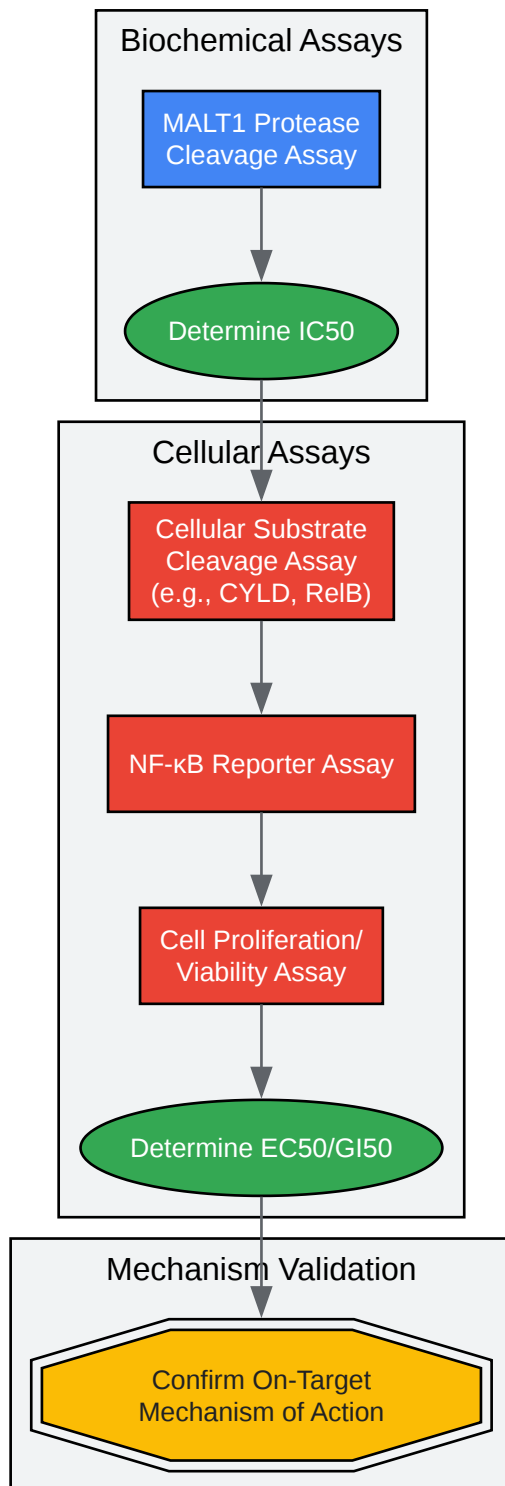 Biochemical Assays
MALT1 Protease
Cleavage Assay
Determine IC50
Cellular Assays
Cellular Substrate
Cleavage Assay
(e.g., CYLD, RelB)
NF-κB Reporter Assay
Cell Proliferation/
Viability Assay
Determine EC50/GI50
Mechanism Validation
Confirm On-Target
Mechanism of Action